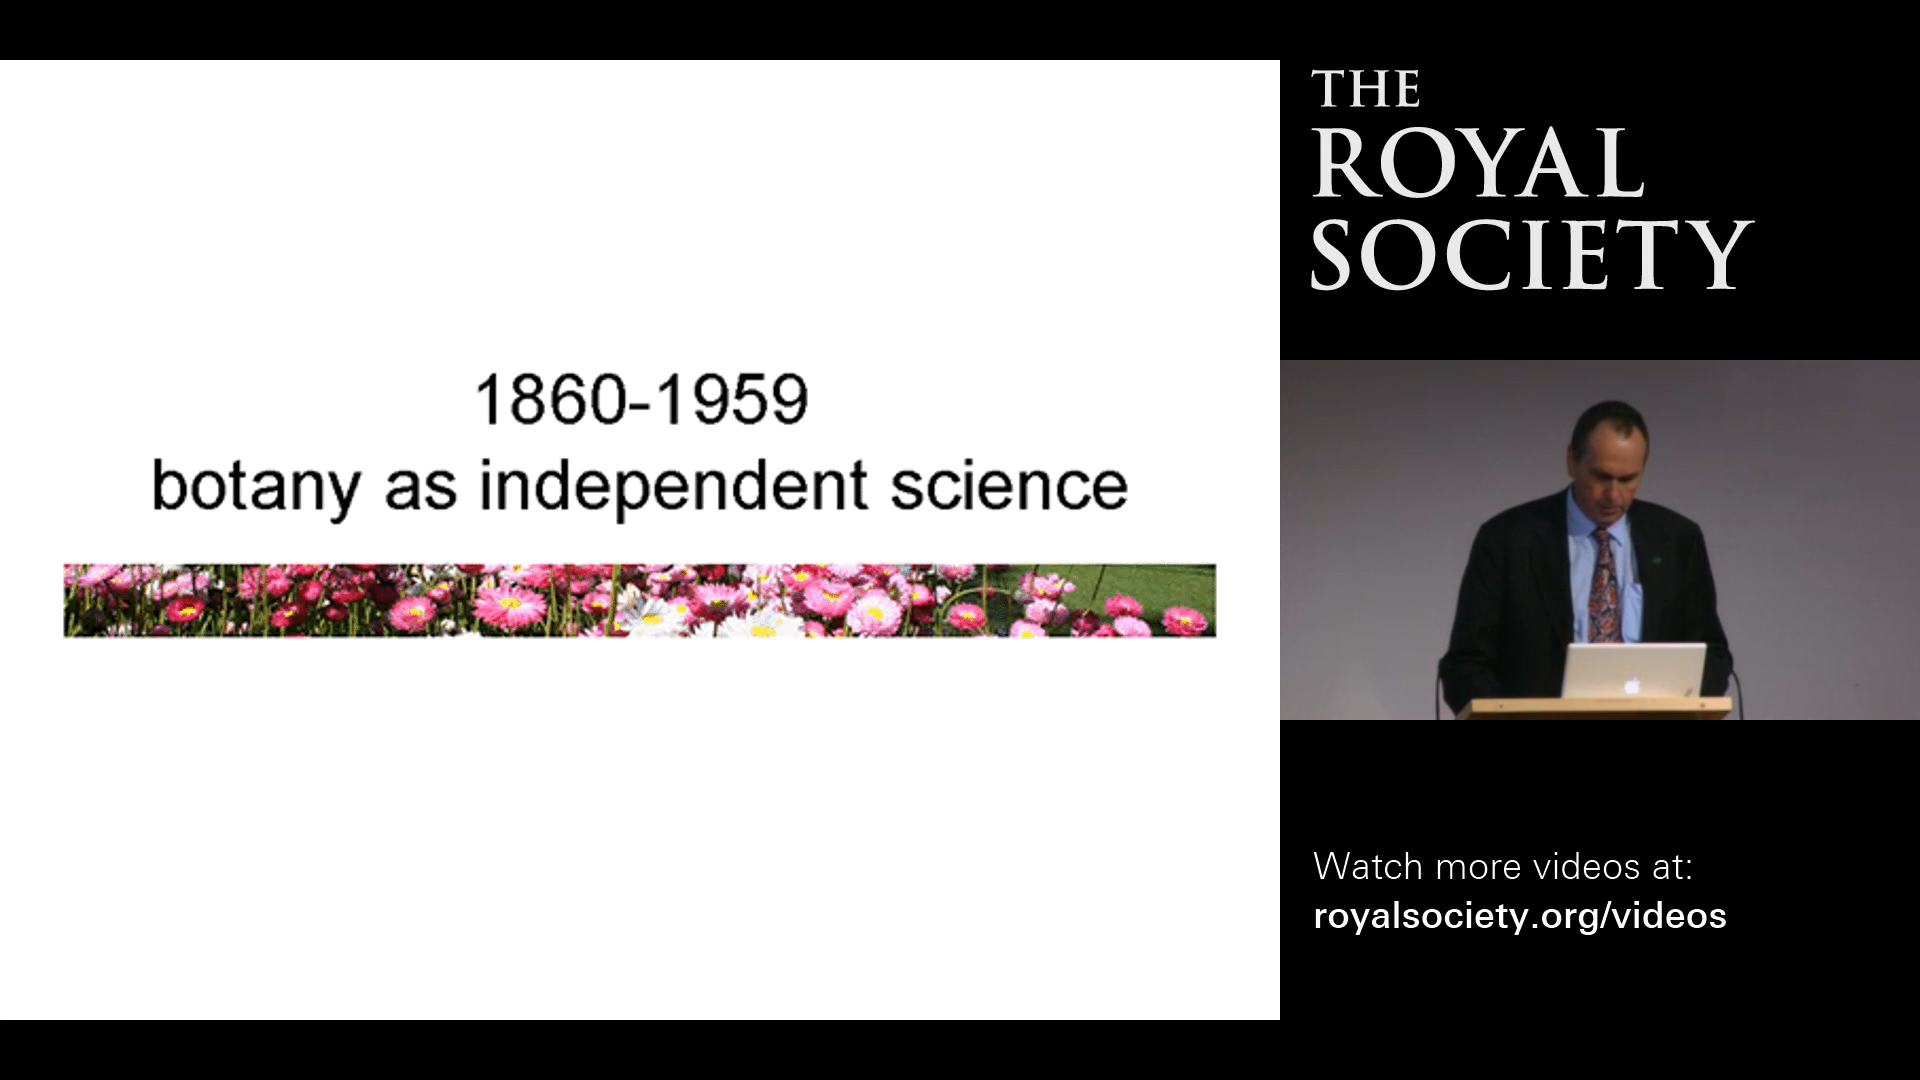 1860-1959
botany as independent science
THE
ROYAL
SOCIETY
Watch more videos at:
royalsociety.org/videos